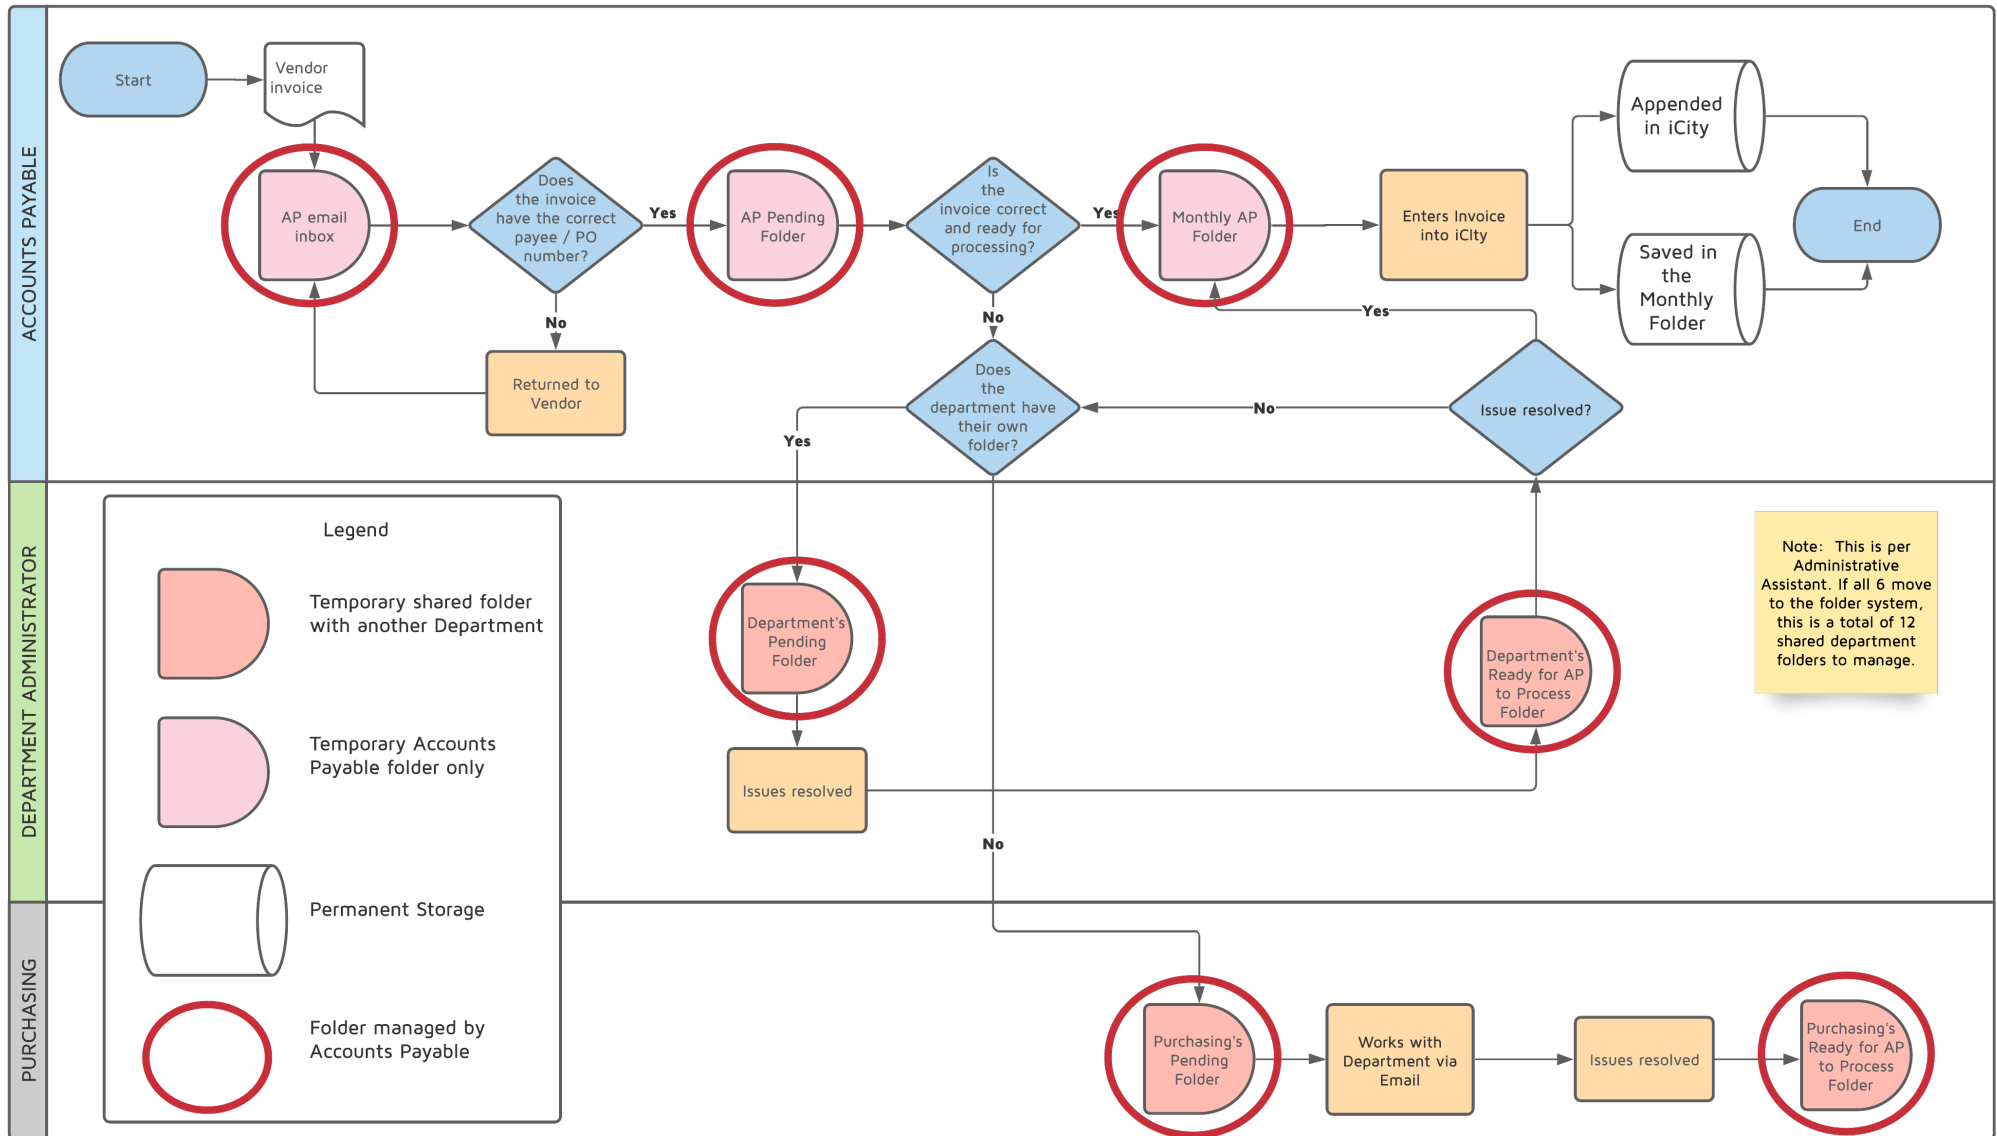 ACCOUNTS PAYABLE
Start
Vendor
invoice
AP email
inbox
Does
the invoice
have the correct
payee / PO
number?
Yes
No
Returned to
Vendor
AP Pending
Folder
Is
the
invoice correct
and ready for
processing?
Yes
No
Monthly AP
Folder
Enters Invoice
into iCIty
Appended
in iCity
Saved in
the
Monthly
Folder
End
Does
the
department have
their own
folder?
Yes
No
Issue resolved?
Yes
No
DEPARTMENT ADMINISTRATOR
Legend
Temporary shared folder
with another Department
Temporary Accounts
Payable folder only
Permanent Storage
Folder managed by
Accounts Payable
Department's
Pending
Folder
Issues resolved
Department's
Ready for AP
to Process
Folder
Note: This is per
Administrative
Assistant. If all 6 move
to the folder system,
this is a total of 12
shared department
folders to manage.
PURCHASING
Purchasing's
Pending
Folder
Works with
Department via
Email
Issues resolved
Purchasing's
Ready for AP
to Process
Folder